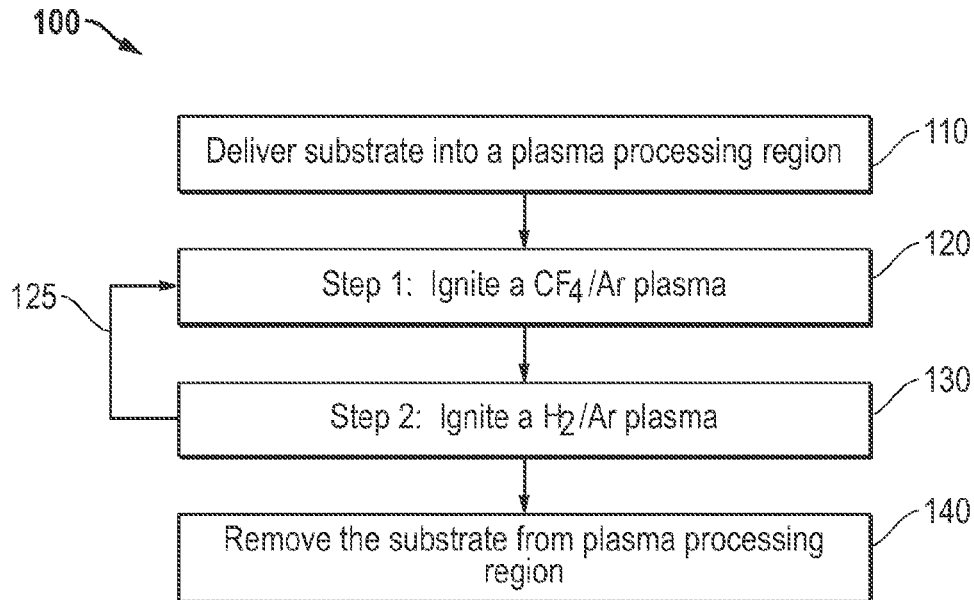 100
Deliver substrate into a plasma processing region
110
Step 1: Ignite a CF4/Ar plasma
120
125
Step 2: Ignite a H2/Ar plasma
130
Remove the substrate from plasma processing
region
140